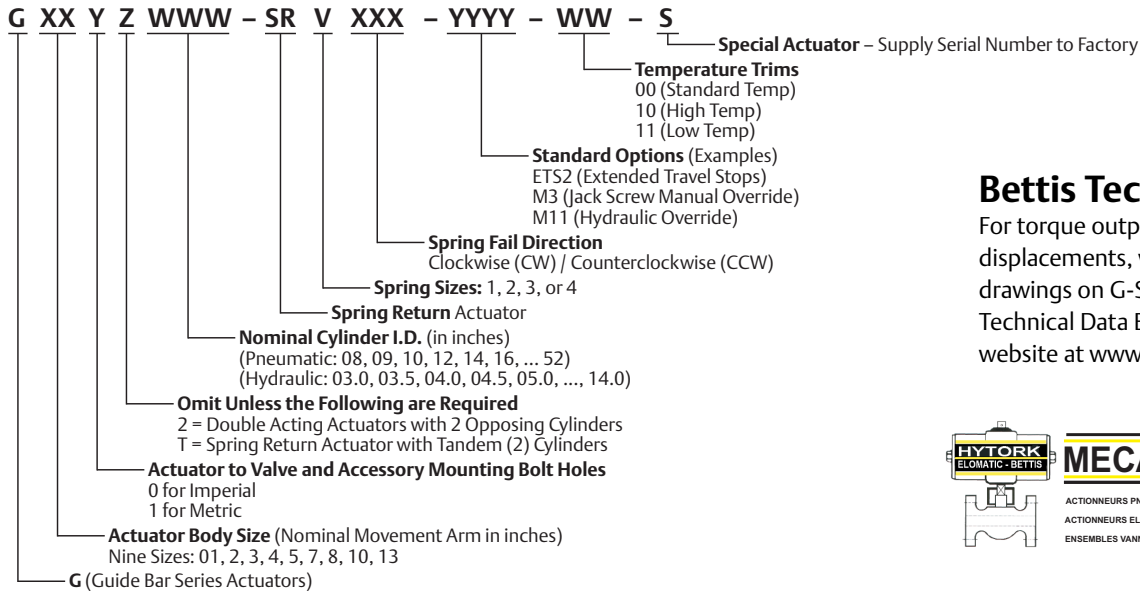 G XX Y Z WWW – SR V XXX – YYYY – WW – S
Special Actuator – Supply Serial Number to Factory
Temperature Trims
00 (Standard Temp)
10 (High Temp)
11 (Low Temp)
Standard Options (Examples)
ETS2 (Extended Travel Stops)
M3 (Jack Screw Manual Override)
M11 (Hydraulic Override)
Spring Fail Direction
Clockwise (CW) / Counterclockwise (CCW)
Spring Sizes: 1, 2, 3, or 4
Spring Return Actuator
Nominal Cylinder I.D. (in inches)
(Pneumatic: 08, 09, 10, 12, 14, 16, ... 52)
(Hydraulic: 03.0, 03.5, 04.0, 04.5, 05.0, ..., 14.0)
Omit Unless the Following are Required
2 = Double Acting Actuators with 2 Opposing Cylinders
T = Spring Return Actuator with Tandem (2) Cylinders
Actuator to Valve and Accessory Mounting Bolt Holes
0 for Imperial
1 for Metric
Actuator Body Size (Nominal Movement Arm in inches)
Nine Sizes: 01, 2, 3, 4, 5, 7, 8, 10, 13
G (Guide Bar Series Actuators)
Bettis Tec
For torque outp
displacements,
drawings on G-S
Technical Data
website at www
HYTORK
ELOMATIC - BETTIS
MECA
ACTIONNEURS PN
ACTIONNEURS EL
ENSEMBLES VANN